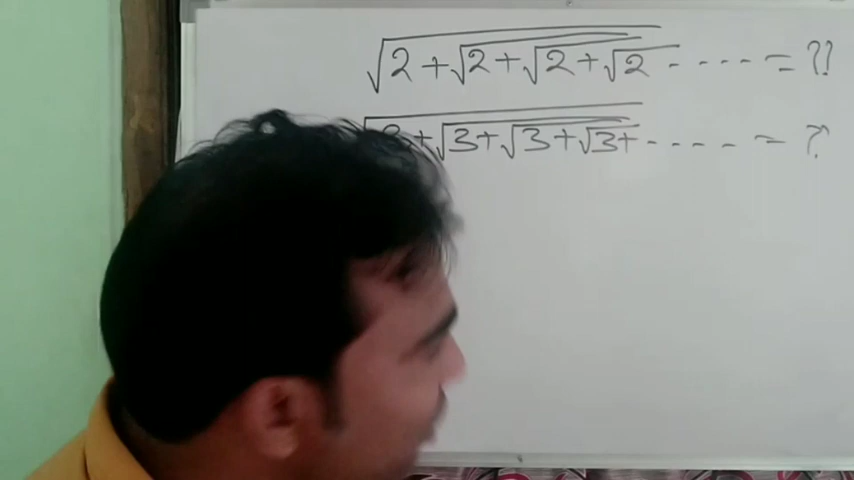 √2+√2+√2+√2 ..... = ??
+√3+√3+√3+ ..... = ?